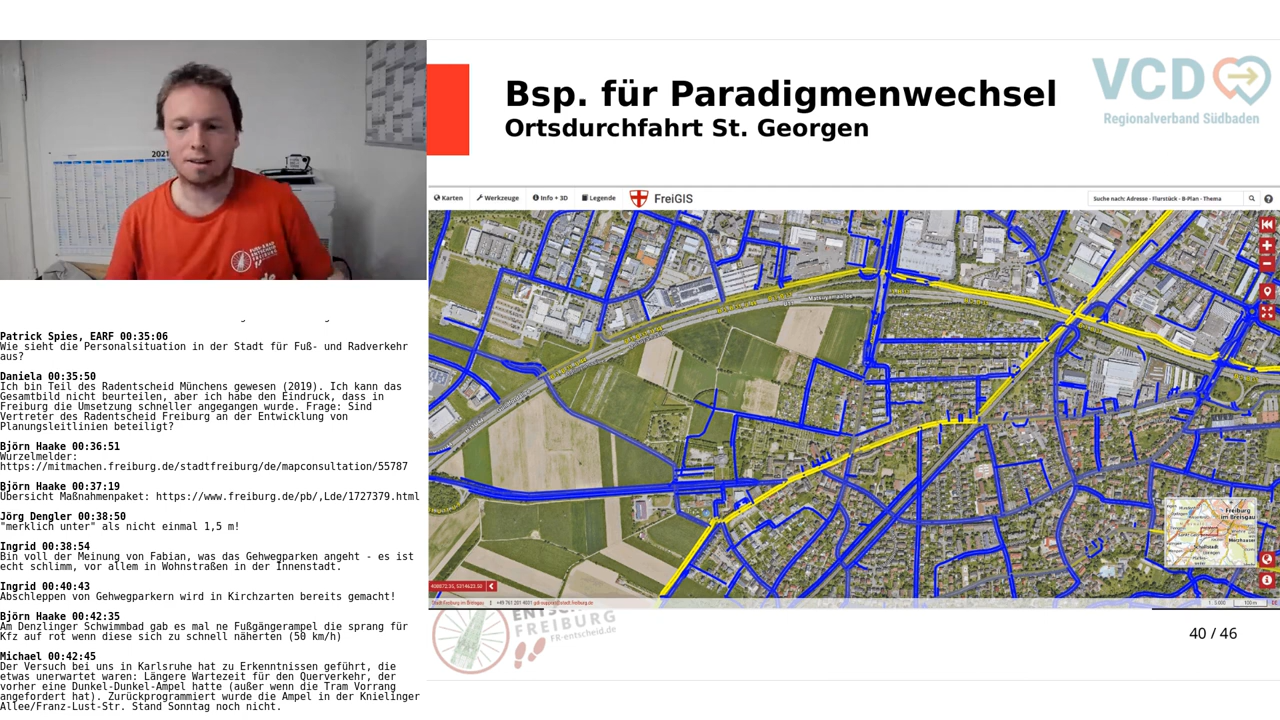 2021
Bsp. für Paradigmenwechsel
Ortsdurchfahrt St. Georgen
VCD
Regionalverband Südbaden
Karten
Werkzeuge
Info + 3D
Legende
FreiGIS
Suche nach: Adresse - Flurstück - B-Plan - Thema
Patrick Spies, EARF 00:35:06
Wie sieht die Personalsituation in der Stadt für Fuß- und Radverkehr
aus?
Daniela 00:35:50
Ich bin Teil des Radentscheid Münchens gewesen (2019). Ich kann das
Gesamtbild nicht beurteilen, aber ich habe den Eindruck, dass in
Freiburg die Umsetzung schneller angegangen wurde. Frage: Sind
Vertreter des Radentscheid Freiburg an der Entwicklung von
Planungsleitlinien beteiligt?
Björn Haake 00:36:51
Wurzelmelder:
https://mitmachen.freiburg.de/stadtfreiburg/de/mapconsultation/55787
Björn Haake 00:37:19
Übersicht Maßnahmenpaket: https://www.freiburg.de/pb/,Lde/1727379.html
Jörg Dengler 00:38:50
"merklich unter" als nicht einmal 1,5 m!
Ingrid 00:38:54
Bin voll der Meinung von Fabian, was das Gehwegparken angeht - es ist
echt schlimm, vor allem in Wohnstraßen in der Innenstadt.
Ingrid 00:40:43
Abschleppen von Gehwegparkern wird in Kirchzarten bereits gemacht!
Björn Haake 00:42:35
Am Denzlinger Schwimmbad gab es mal ne Fußgängerampel die sprang für
Kfz auf rot wenn diese sich zu schnell näherten (50 km/h)
Michael 00:42:45
Der Versuch bei uns in Karlsruhe hat zu Erkenntnissen geführt, die
etwas unerwartet waren: Längere Wartezeit für den Querverkehr, der
vorher eine Dunkel-Dunkel-Ampel hatte (außer wenn die Tram Vorrang
angefordert hat). Zurückprogrammiert wurde die Ampel in der Knielinger
Allee/Franz-Lust-Str. Stand Sonntag noch nicht.
Freiburg
im Breisgau
FREIBURG
FR-entscheid.de
100 m
40 / 46